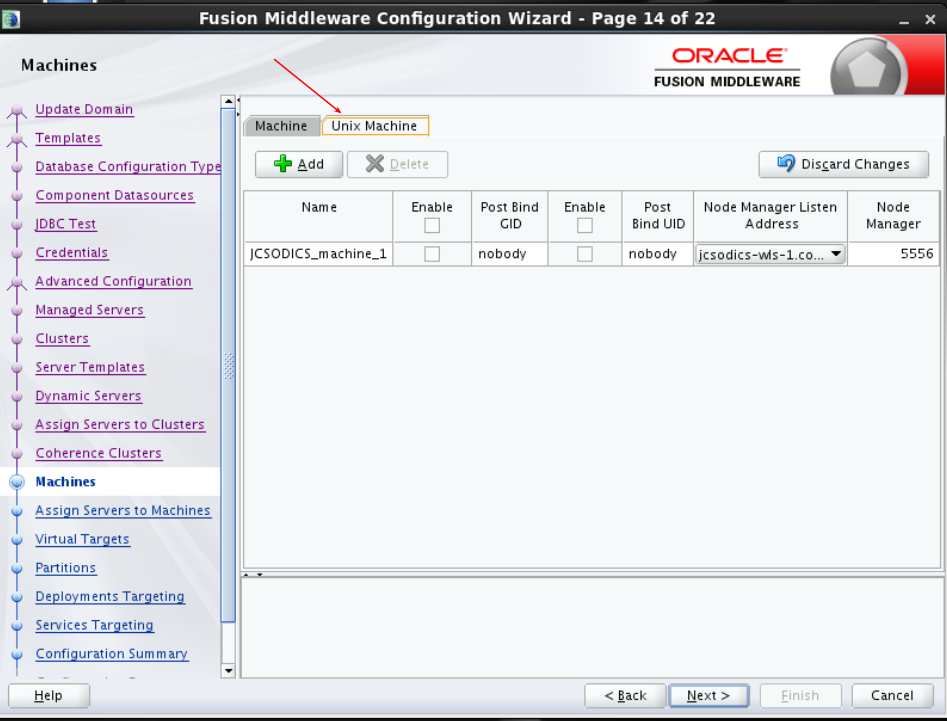 Fusion Middleware Configuration Wizard - Page 14 of 22
Machines
ORACLE
FUSION MIDDLEWARE
Update Domain
Templates
Database Configuration Type
Component Datasources
JDBC Test
Credentials
Advanced Configuration
Managed Servers
Clusters
Server Templates
Dynamic Servers
Assign Servers to Clusters
Coherence Clusters
Machines
Assign Servers to Machines
Virtual Targets
Partitions
Deployments Targeting
Services Targeting
Configuration Summary
Machine Unix Machine
Add Delete Discard Changes
Name Enable Post Bind GID Enable Post Bind UID Node Manager Listen Address Node Manager
JCSODICS_machine_1 nobody nobody jcsodics-wls-1.co... 5556
Help < Back Next > Finish Cancel